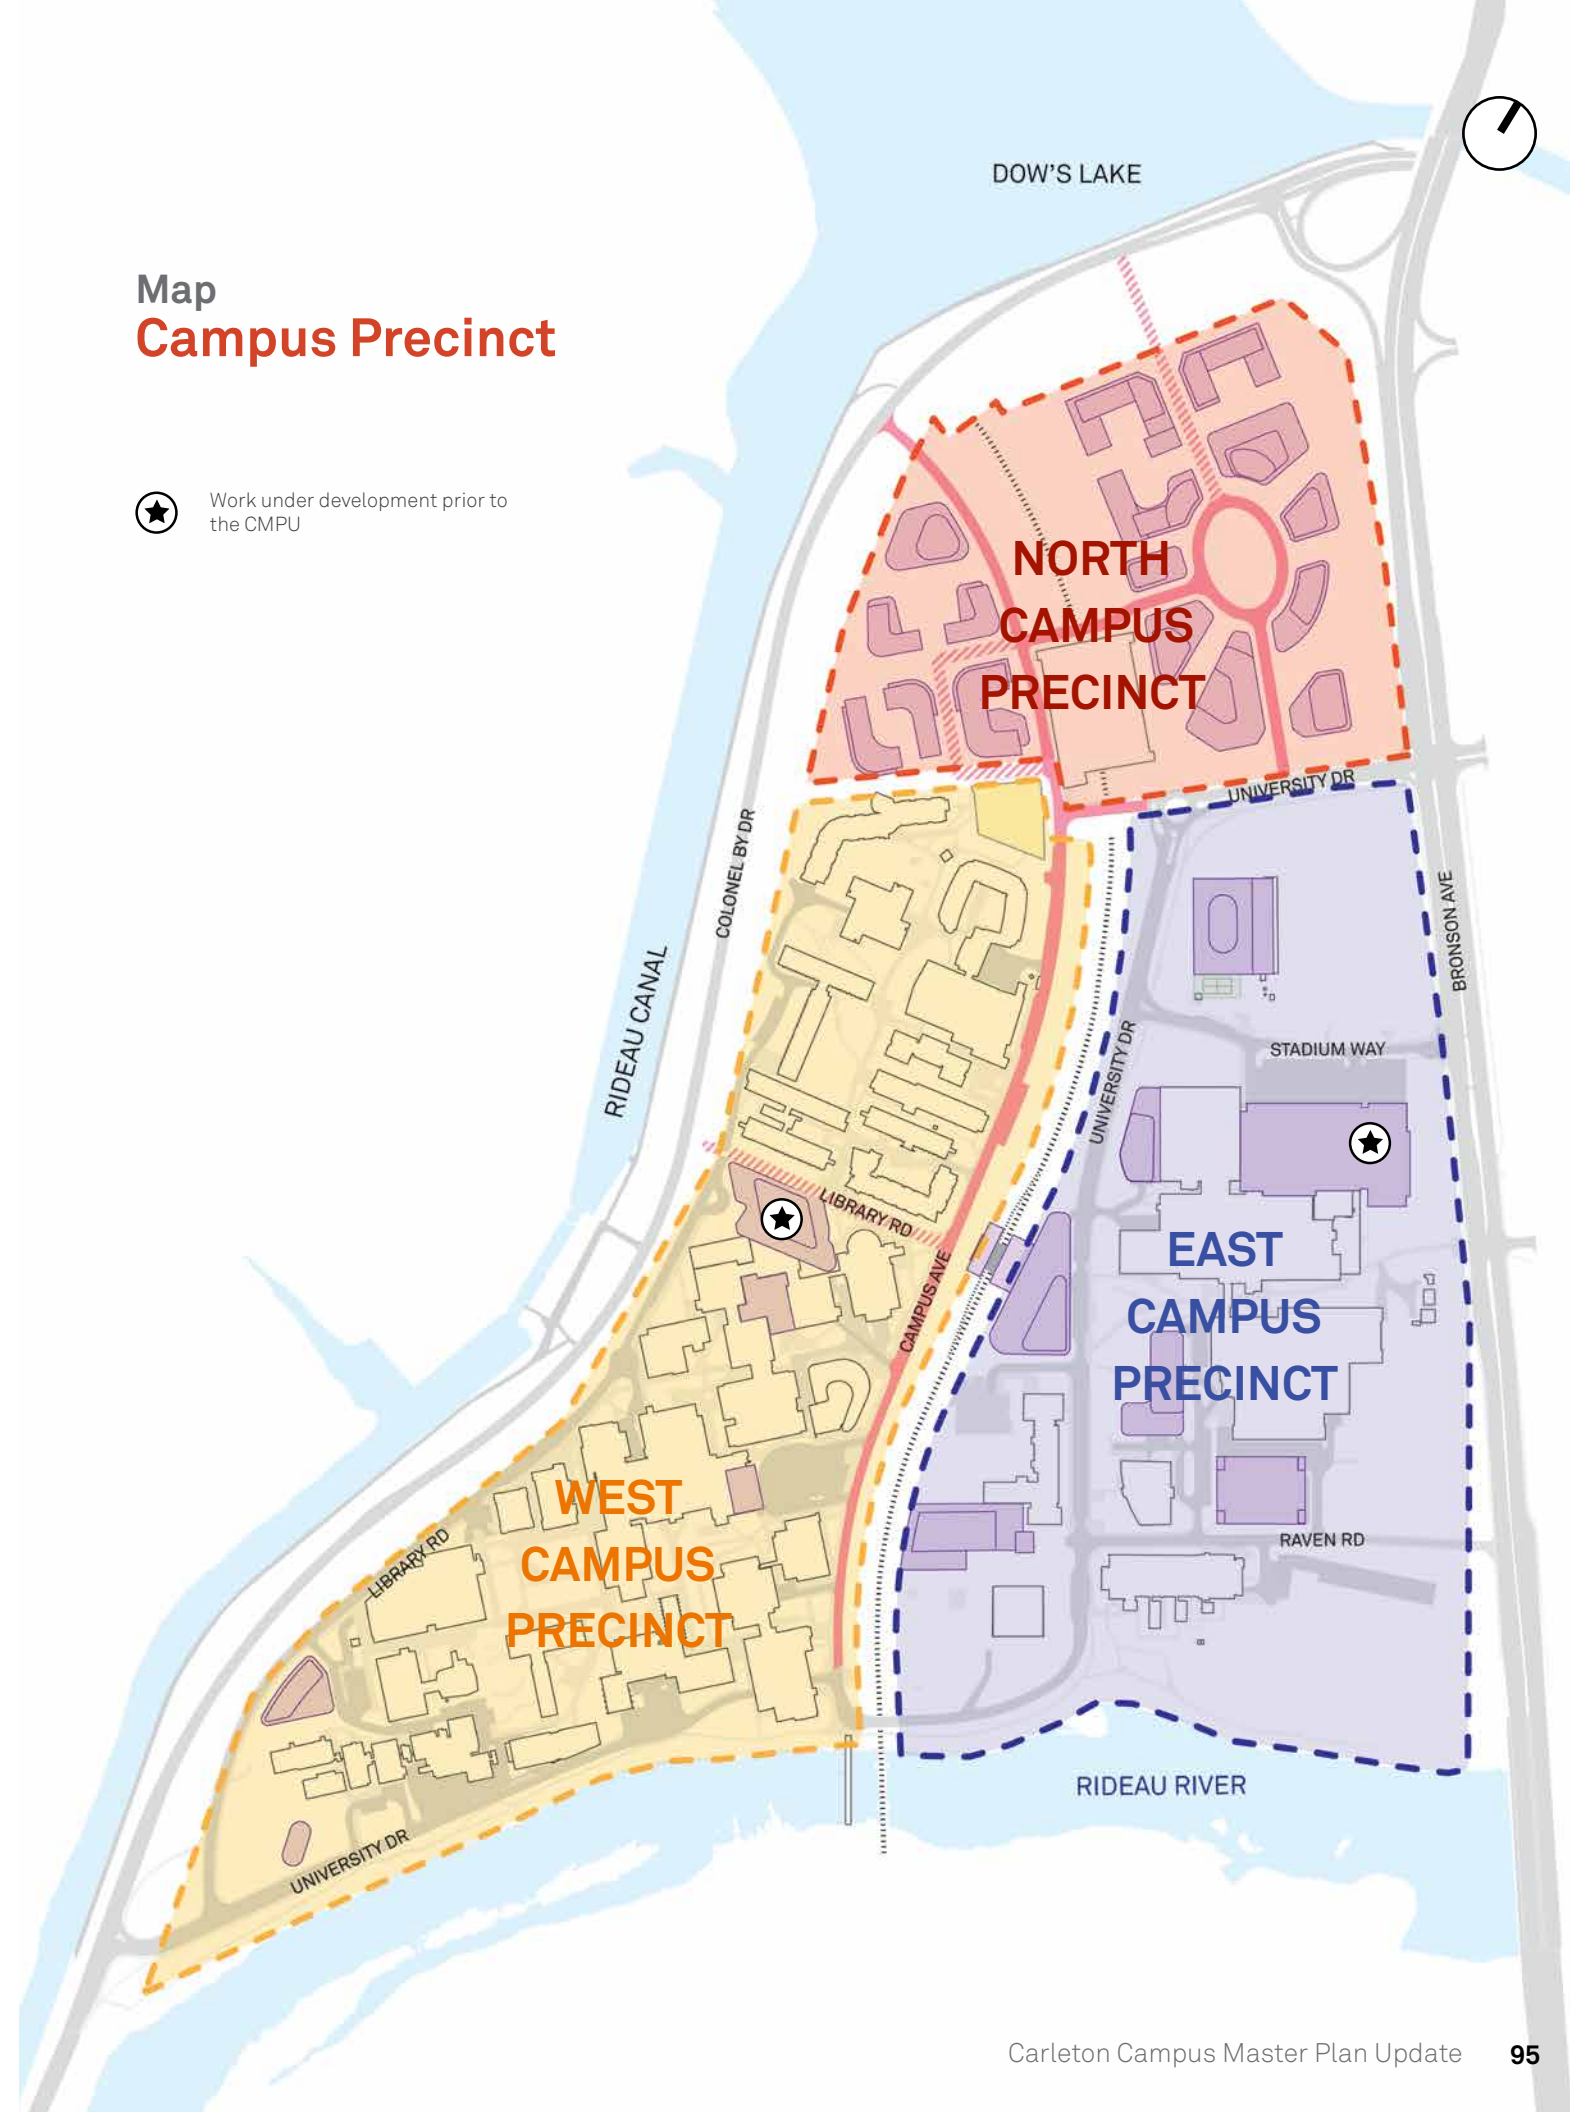 DOW'S LAKE
Map
Campus Precinct
Work under development prior to
the CMPU
NORTH
CAMPUS
PRECINCT
UNIVERSITY DR
COLONEL BY DR
BRONSON AVE
RIDEAU CANAL
UNIVERSITY DR
STADIUM WAY
LIBRARY RD
CAMPUS AVE
EAST
CAMPUS
PRECINCT
WEST
CAMPUS
PRECINCT
LIBRARY RD
RAVEN RD
RIDEAU RIVER
UNIVERSITY DR
Carleton Campus Master Plan Update 95